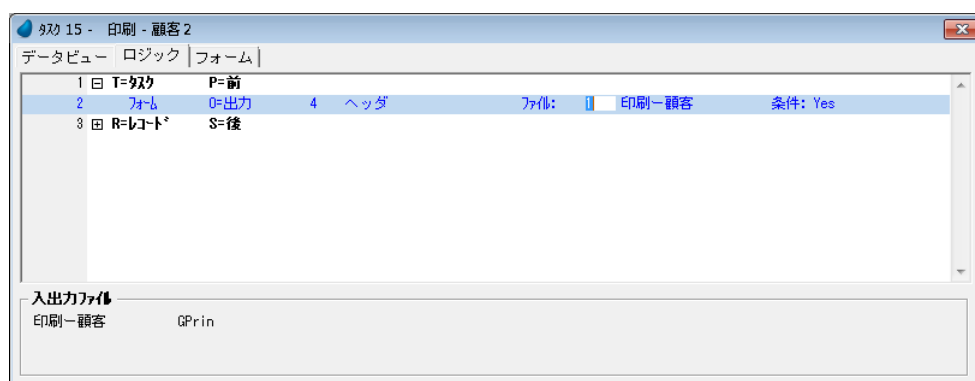 ﾀｽｸ 15 - 印刷 - 顧客2
データビュー ロジック フォーム
1 T=ﾀｽｸ P=前
2 ﾌｫｰﾑ O=出力 4 ヘッダ ﾌｧｲﾙ: 1 印刷－顧客 条件: Yes
3 R=ﾚｺｰﾄﾞ S=後
入出力ﾌｧｲﾙ
印刷－顧客 GPrin